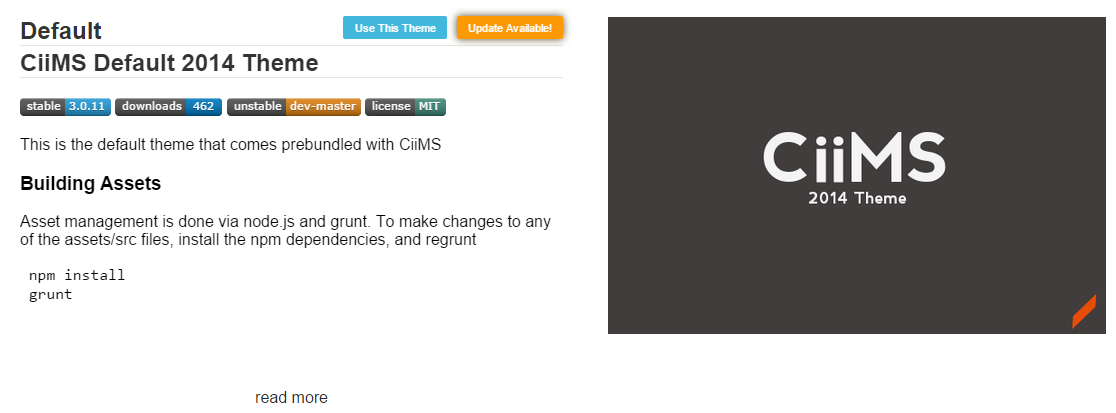 Default
Use This Theme
Update Available!
CiiMS Default 2014 Theme
stable 3.0.11 downloads 462 unstable dev-master license MIT
This is the default theme that comes prebundled with CiiMS
Building Assets
Asset management is done via node.js and grunt. To make changes to any
of the assets/src files, install the npm dependencies, and regrunt
npm install
grunt
read more
CiiMS
2014 Theme